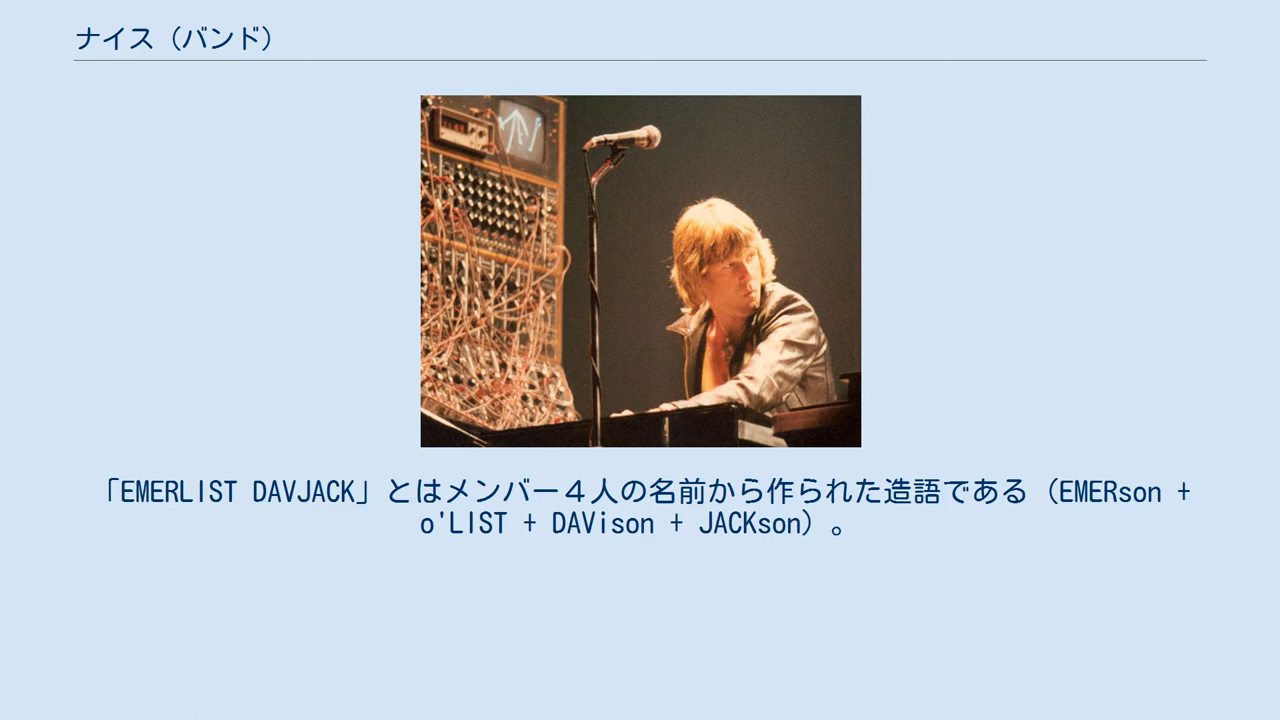 ナイス（バンド）
「EMERLIST DAVJACK」とはメンバー４人の名前から作られた造語である（EMERson +
o'LIST + DAVison + JACKson）。